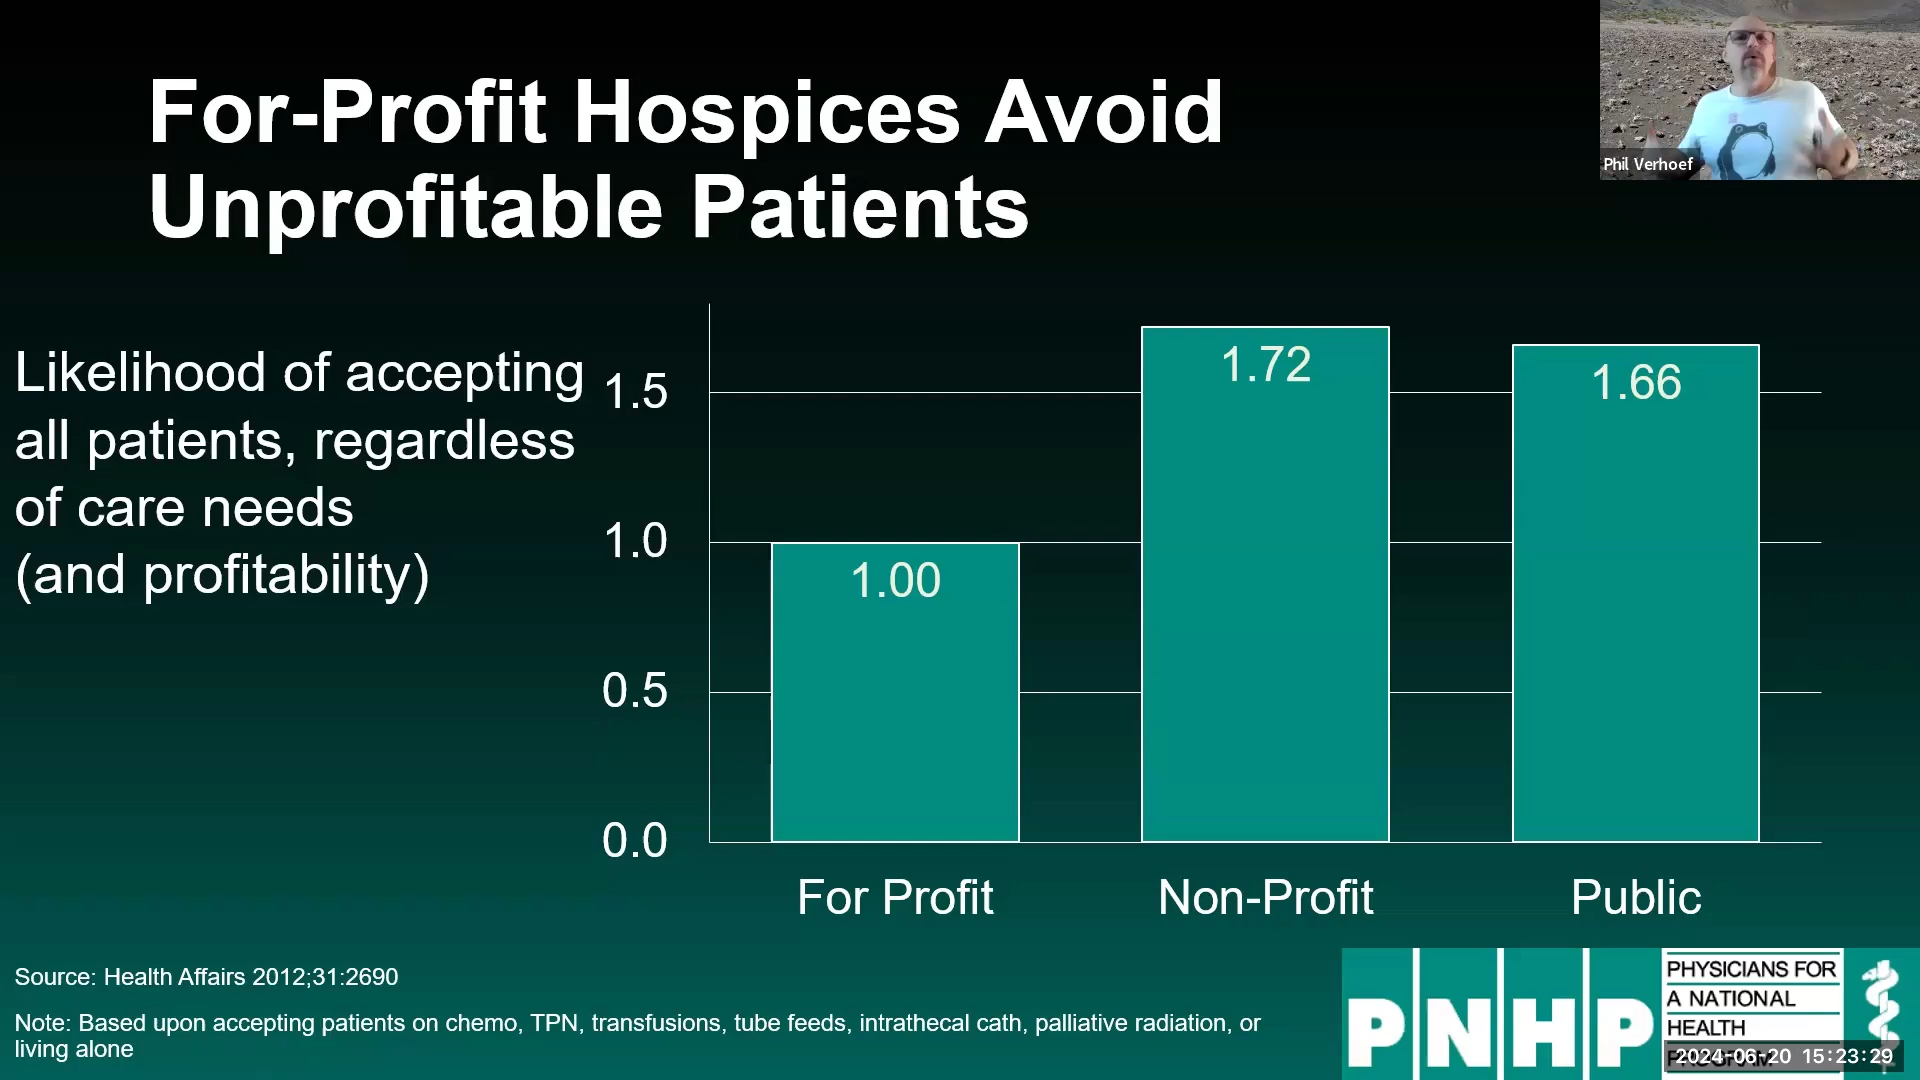 For-Profit Hospices Avoid
Unprofitable Patients
Phil Verhoef
Likelihood of accepting
all patients, regardless
of care needs
(and profitability)
1.5
1.0
0.5
0.0
1.00
1.72
1.66
For Profit
Non-Profit
Public
Source: Health Affairs 2012;31:2690
Note: Based upon accepting patients on chemo, TPN, transfusions, tube feeds, intrathecal cath, palliative radiation, or
living alone
PNHP
PHYSICIANS FOR
A NATIONAL
HEALTH
PROGRAM
2024-06-20 15:23:29